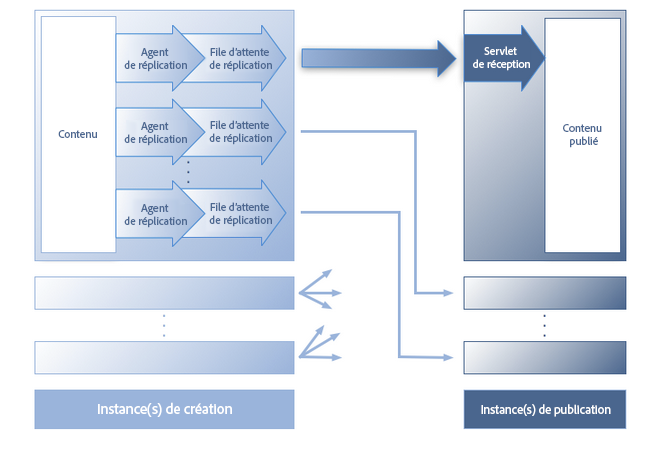 Agent
de réplication
File d'attente
de réplication
Servlet
de réception
Contenu
Agent
de réplication
File d'attente
de réplication
Contenu
publié
Agent
de réplication
File d'attente
de réplication
Instance(s) de création
Instance(s) de publication